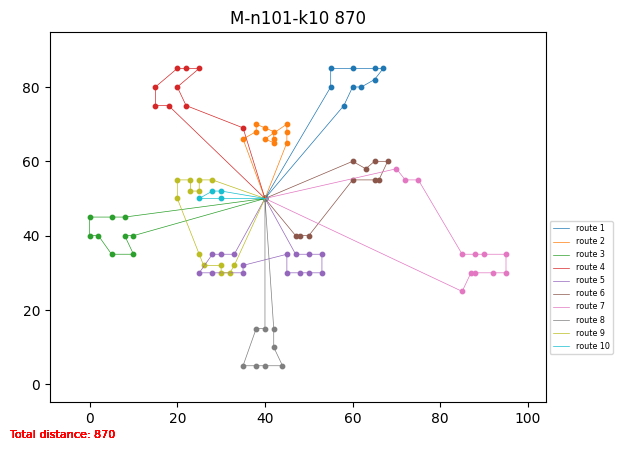 M-n101-k10 870
80
60
40
20
0
0
20
40
60
80
100
route 1
route 2
route 3
route 4
route 5
route 6
route 7
route 8
route 9
route 10
Total distance: 870